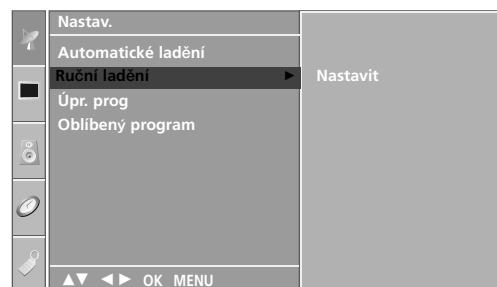 Nastav.
Automatické ladění
Ruční ladění ► Nastavit
Úpr. prog
Oblíbený program
▲▼ ◄► OK MENU